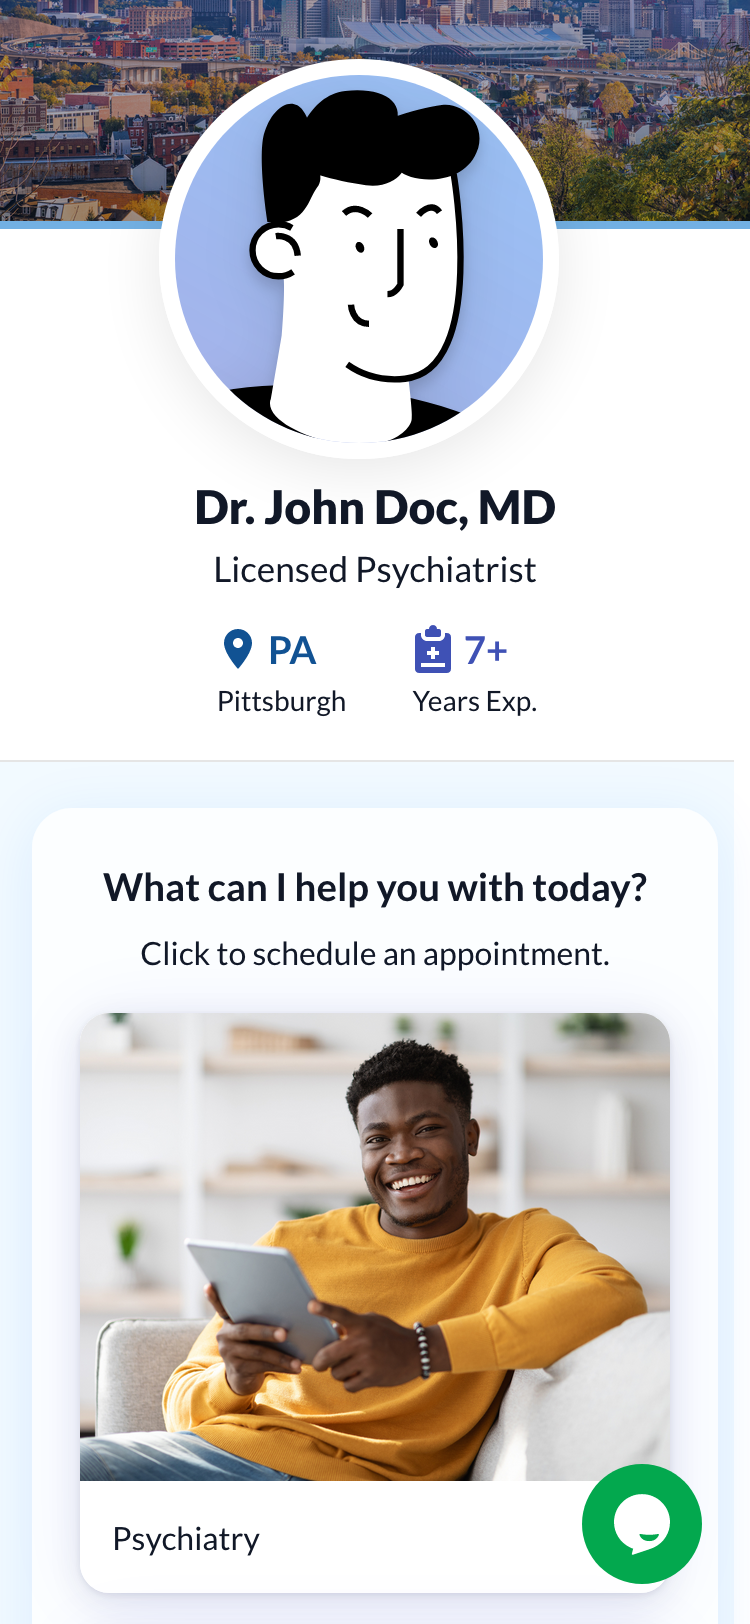 Dr. John Doc, MD
Licensed Psychiatrist
PA
Pittsburgh
7+
Years Exp.
What can I help you with today?
Click to schedule an appointment.
Psychiatry